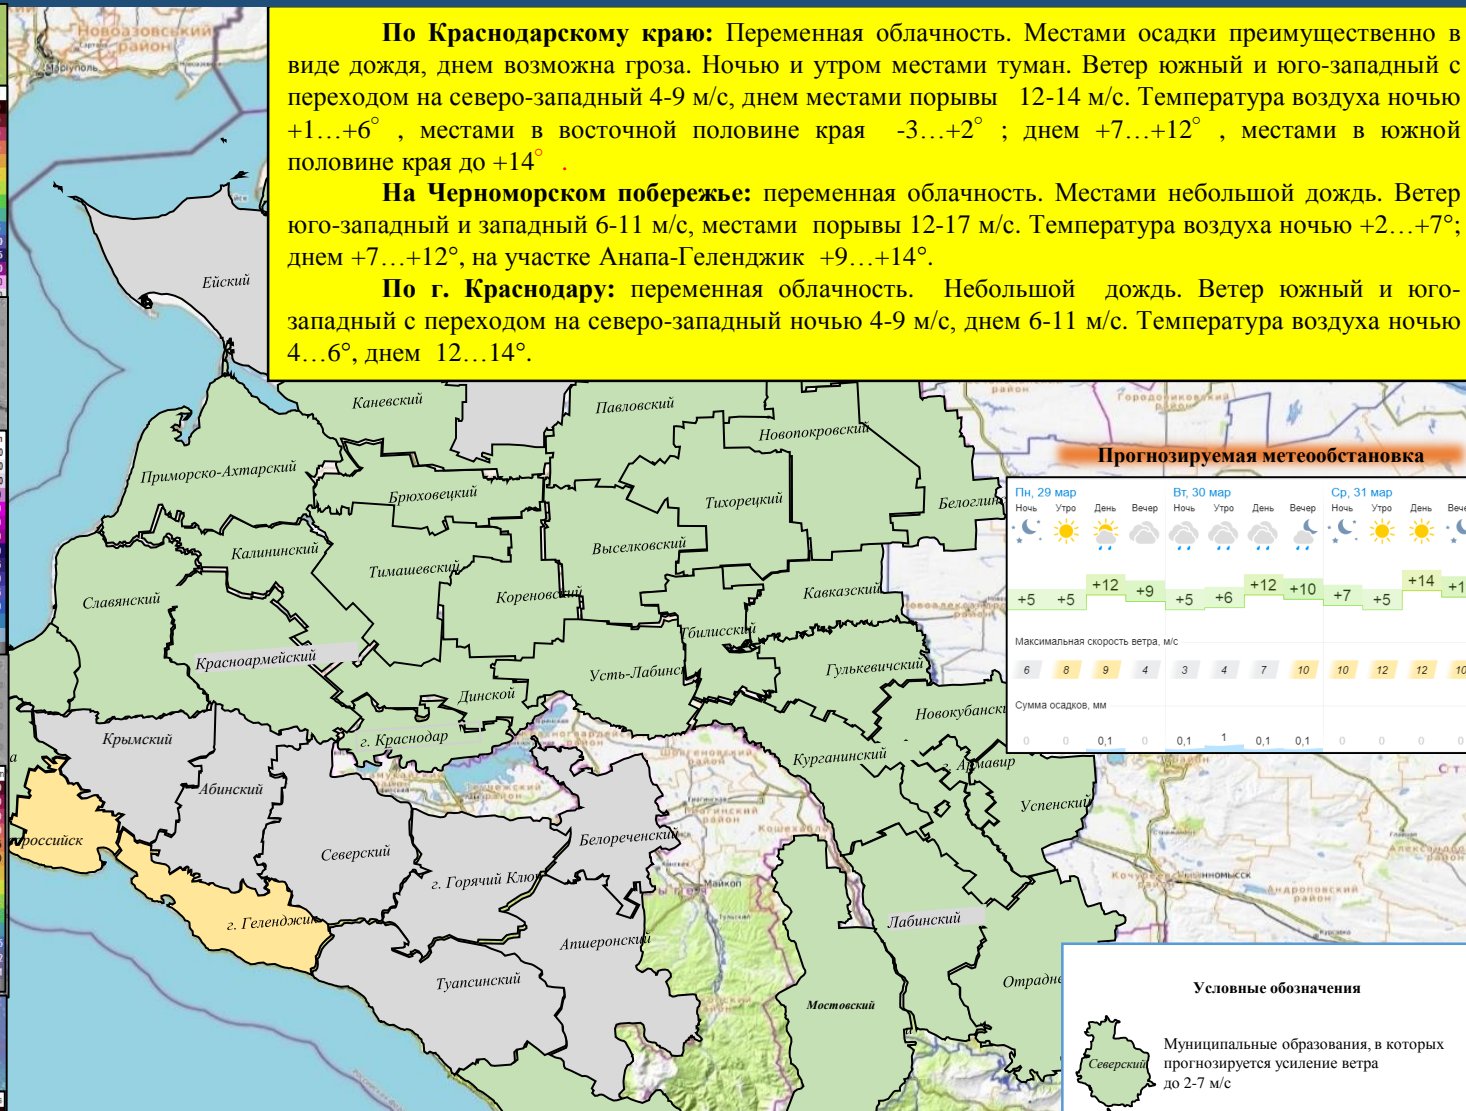 По Краснодарскому краю: Переменная облачность. Местами осадки преимущественно в
виде дождя, днем возможна гроза. Ночью и утром местами туман. Ветер южный и юго-западный с
переходом на северо-западный 4-9 м/с, днем местами порывы 12-14 м/с. Температура воздуха ночью
+1…+6° , местами в восточной половине края -3…+2° ; днем +7…+12° , местами в южной
половине края до +14° .
На Черноморском побережье: переменная облачность. Местами небольшой дождь. Ветер
юго-западный и западный 6-11 м/с, местами порывы 12-17 м/с. Температура воздуха ночью +2…+7°;
днем +7…+12°, на участке Анапа-Геленджик +9…+14°.
По г. Краснодару: переменная облачность. Небольшой дождь. Ветер южный и юго-
западный с переходом на северо-западный ночью 4-9 м/с, днем 6-11 м/с. Температура воздуха ночью
4…6°, днем 12…14°.
Новоазовський
район
Маріуполь
Ейский
Каневский
Павловский
Новопокровский
Приморско-Ахтарский
Брюховецкий
Тихорецкий
Белоглин
Калининский
Выселковский
Тимашевский
Славянский
Кореновский
Кавказский
Тбилисский
Красноармейский
Усть-Лабинс
Гулькевичский
Динской
Новокубански
г. Краснодар
Крымский
Курганинский
г. Армавир
Абинский
Успенский
российск
Северский
Белореченский
г. Горячий Ключ
Майкоп
г. Геленджик
Лабинский
Апшеронский
Туапсинский
Отрадне
Мостовский
Прогнозируемая метеообстановка
Пн, 29 мар Вт, 30 мар Ср, 31 мар
Ночь Утро День Вечер Ночь Утро День Вечер Ночь Утро День Вече
+5 +5 +12 +9 +5 +6 +12 +10 +7 +5 +14 +1
Максимальная скорость ветра, м/с
6 8 9 4 3 4 7 10 10 12 12 10
Сумма осадков, мм
0 0 0,1 0 0,1 1 0,1 0,1 0 0 0 0
Условные обозначения
Северский
Муниципальные образования, в которых
прогнозируется усиление ветра
до 2-7 м/с